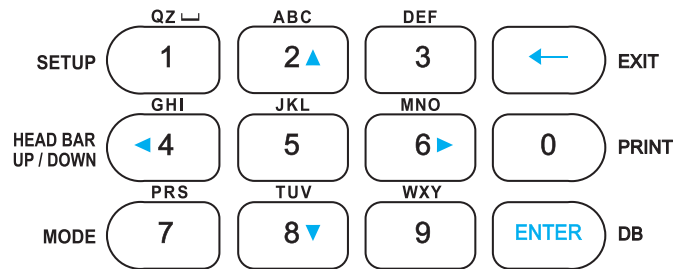 QZ ⎵ ABC DEF
SETUP 1 2 ▲ 3 ← EXIT
GHI JKL MNO
HEAD BAR
UP / DOWN
◄ 4 5 6 ► 0 PRINT
PRS TUV WXY
MODE 7 8 ▼ 9 ENTER DB